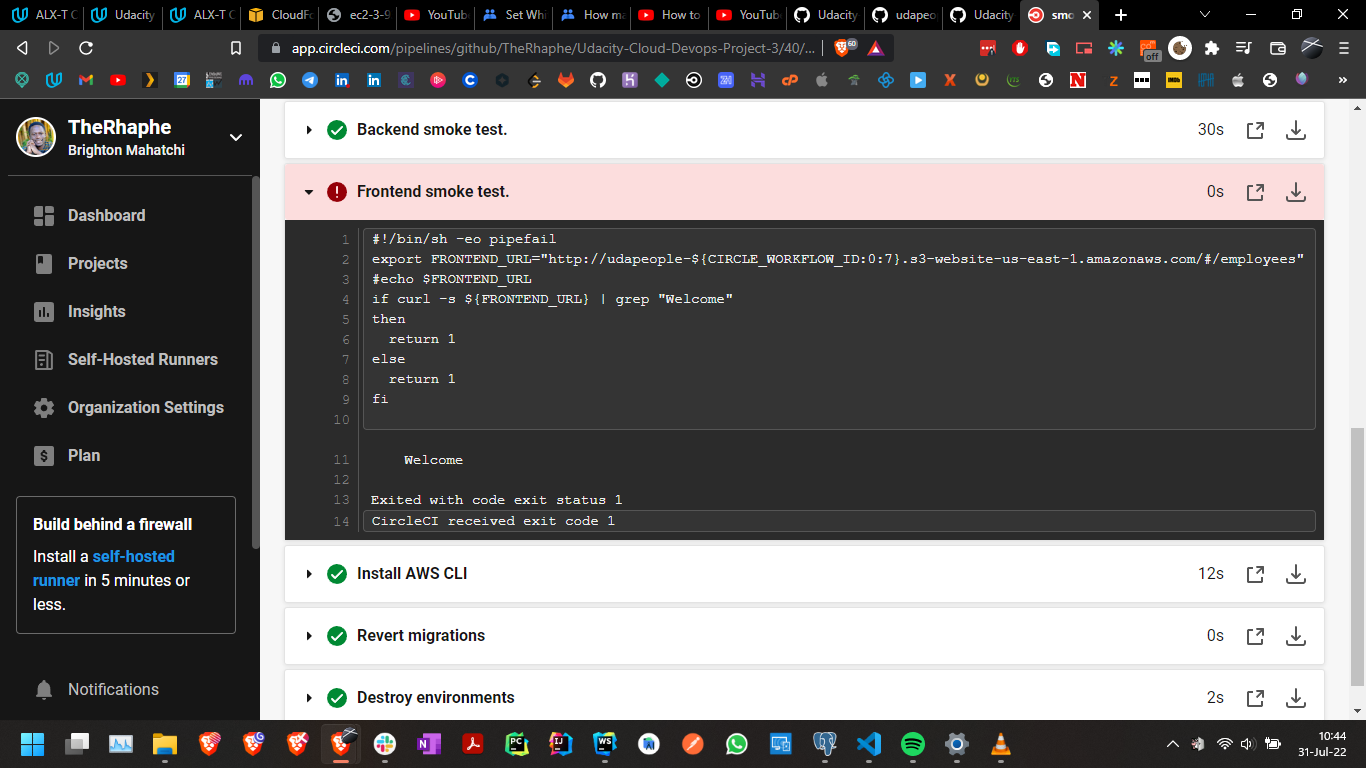 ALX-T C
Udacity
ALX-T C
CloudFo
ec2-3-9
YouTub
Set Whi
How ma
How to
YouTub
Udacity
udapeo
Udacity
smo
app.circleci.com/pipelines/github/TheRhaphe/Udacity-Cloud-Devops-Project-3/40/...
60
off
27
TheRhaphe
Brighton Mahatchi
Dashboard
Projects
Insights
Self-Hosted Runners
Organization Settings
Plan
Build behind a firewall
Install a self-hosted
runner in 5 minutes or
less.
Notifications
Backend smoke test.
30s
Frontend smoke test.
0s
1 #!/bin/sh -eo pipefail
2 export FRONTEND_URL="http://udapeople-${CIRCLE_WORKFLOW_ID:0:7}.s3-website-us-east-1.amazonaws.com/#/employees"
3 #echo $FRONTEND_URL
4 if curl -s ${FRONTEND_URL} | grep "Welcome"
5 then
6 return 1
7 else
8 return 1
9 fi
10
11 Welcome
12
13 Exited with code exit status 1
14 CircleCI received exit code 1
Install AWS CLI
12s
Revert migrations
0s
Destroy environments
2s
10:44
31-Jul-22